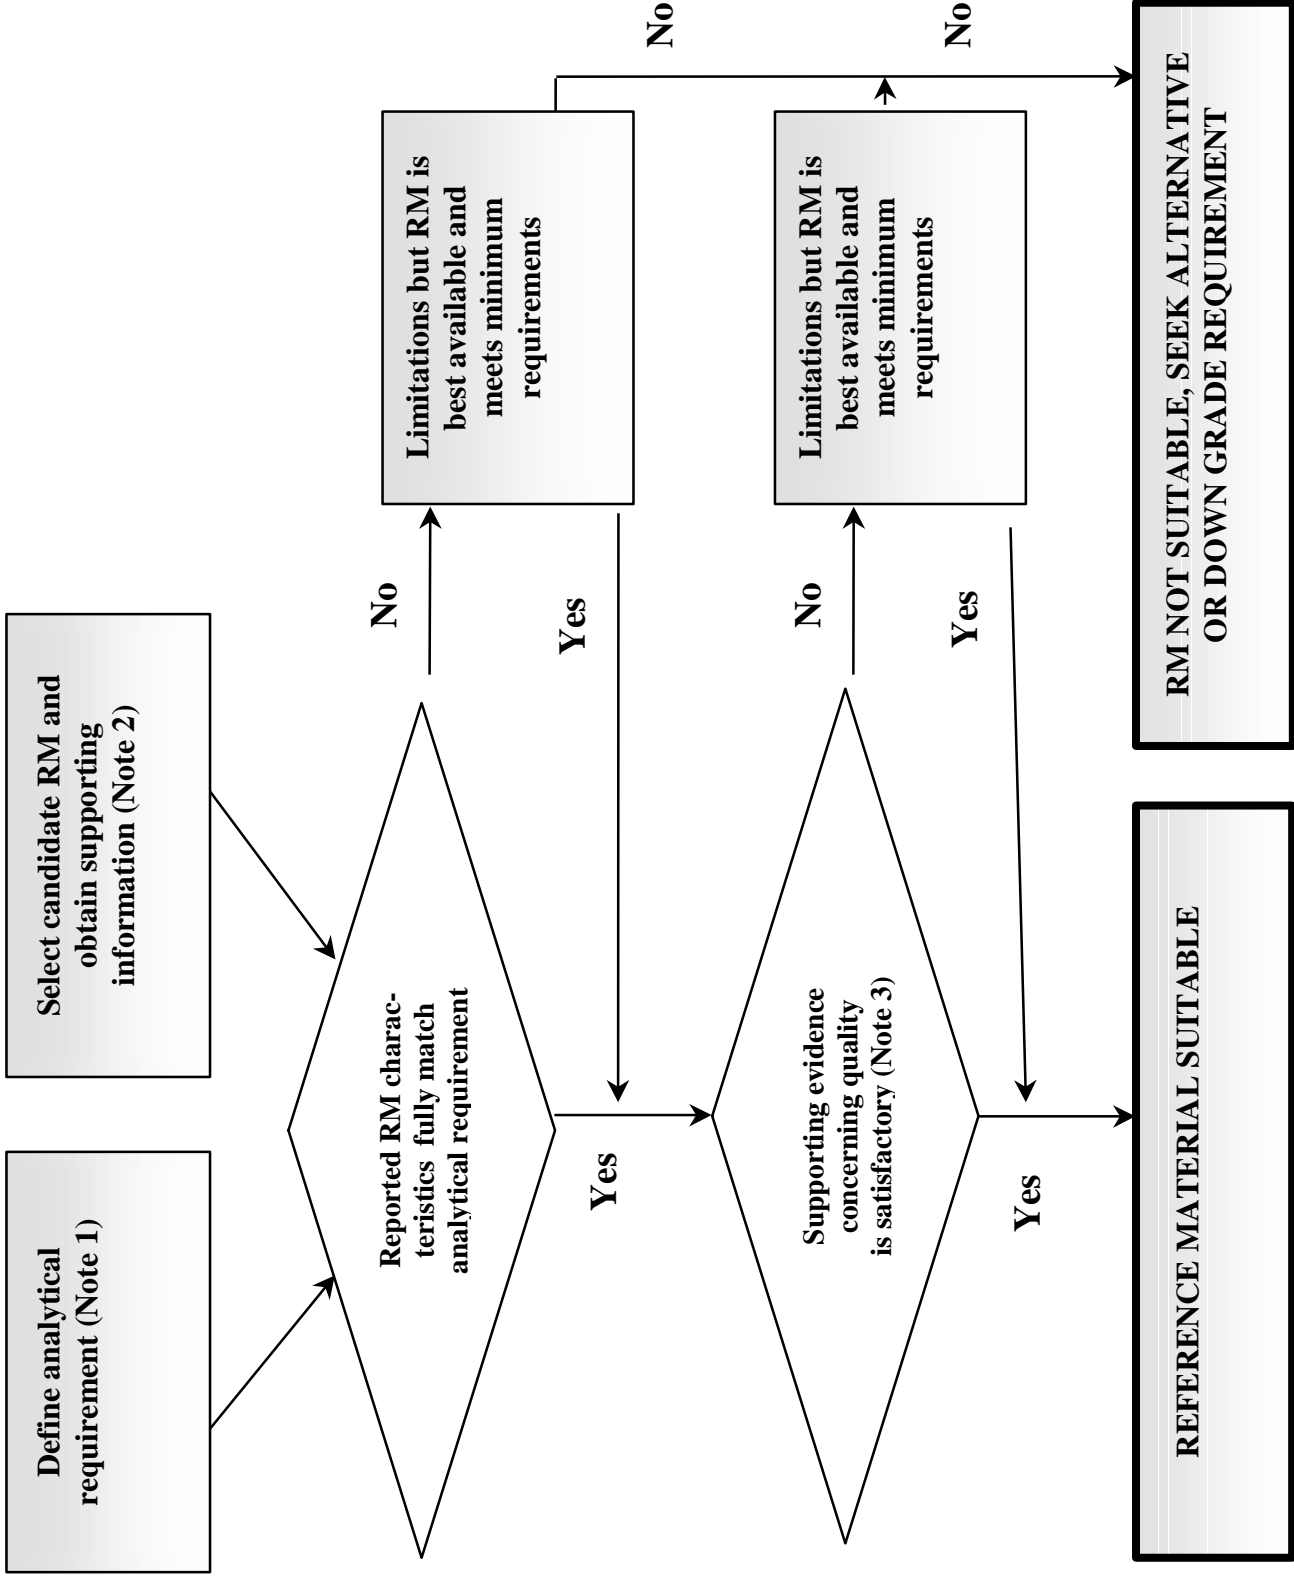 Define analytical
requirement (Note 1)
Select candidate RM and
obtain supporting
information (Note 2)
Reported RM charac-
teristics fully match
analytical requirement
No
Limitations but RM is
best available and
meets minimum
requirements
Yes
Yes
No
Supporting evidence
concerning quality
is satisfactory (Note 3)
No
Limitations but RM is
best available and
meets minimum
requirements
Yes
Yes
No
REFERENCE MATERIAL SUITABLE
RM NOT SUITABLE, SEEK ALTERNATIVE
OR DOWN GRADE REQUIREMENT